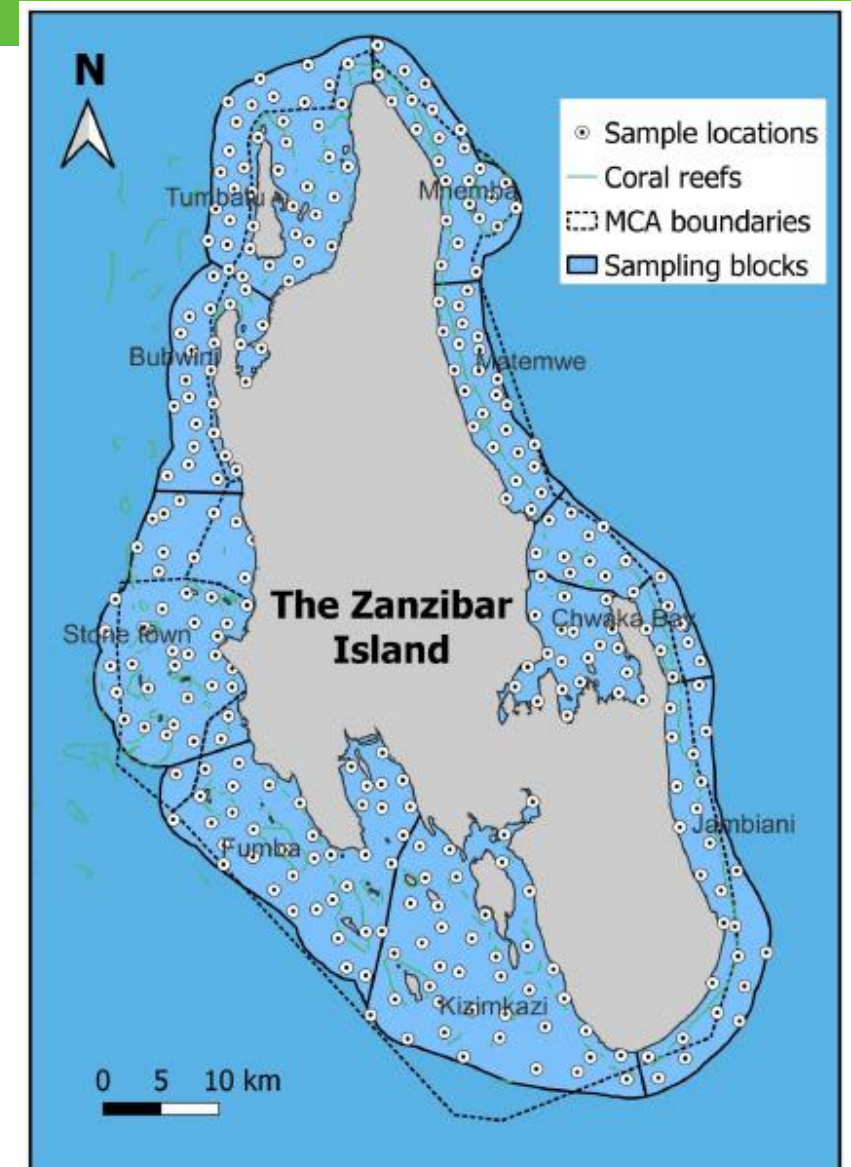 N
Sample locations
Coral reefs
MCA boundaries
Sampling blocks
Tumbatu
Mnemba
Bubwini
Matemwe
The Zanzibar
Island
Chwaka Bay
Stone town
Jambiani
Fumba
Kizimkazi
0 5 10 km